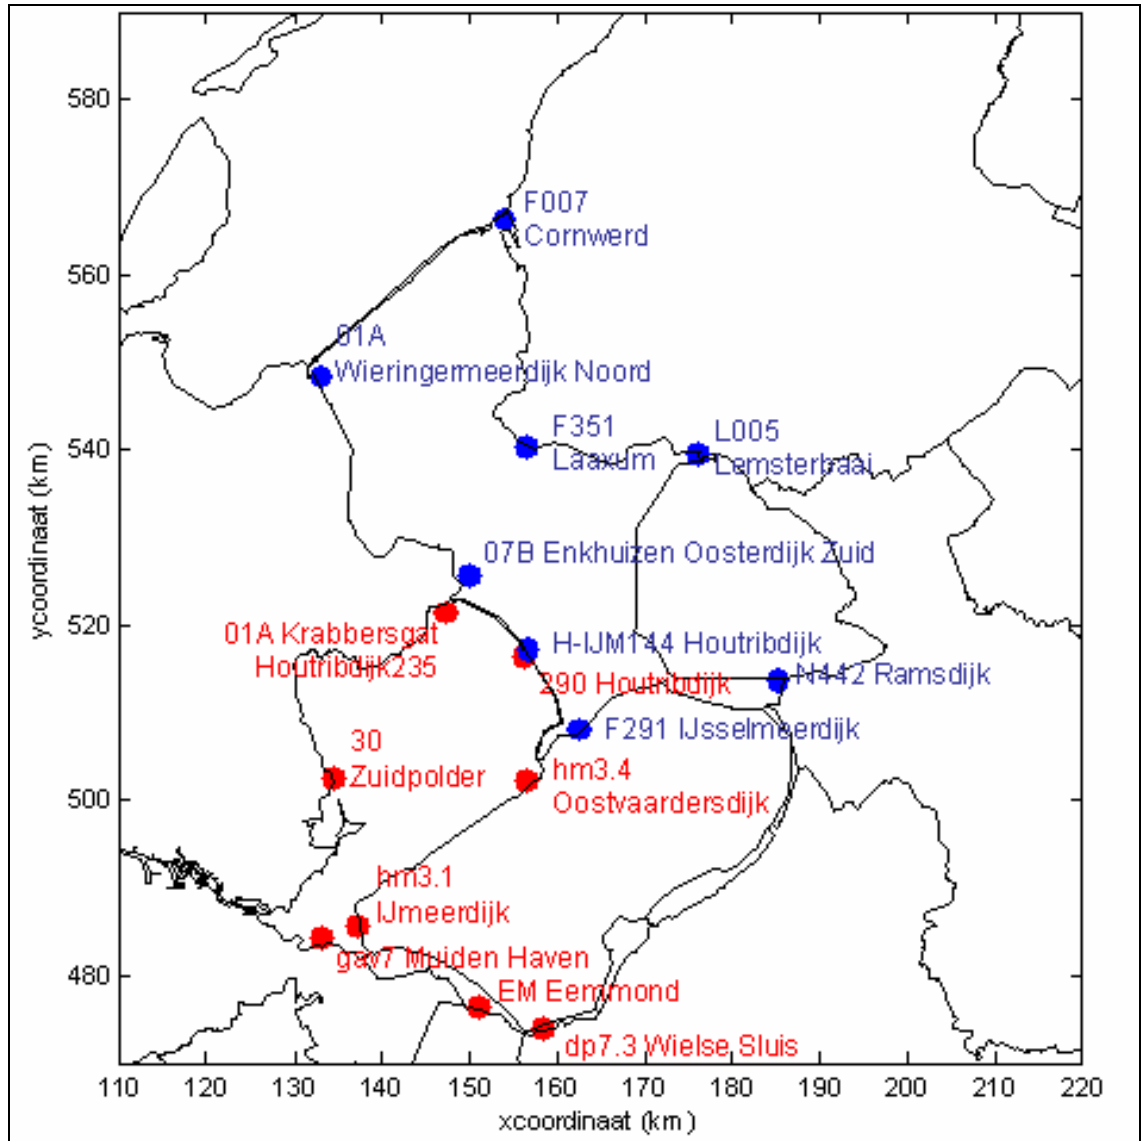 580
F007
Cornwerd
560
01A
Wieringermeerdijk Noord
F351
Laaxum
L005
Lemsterbaai
540
07B Enkhuizen Oosterdijk Zuid
ycoordinaat (km)
520
01A Krabbersgat
Houtribdijk235
H-IJM144 Houtribdijk
290 Houtribdijk
N442 Ramsdijk
F291 IJsselmeerdijk
30
Zuidpolder
hm3.4
Oostvaardersdijk
500
hm3.1
IJmeerdijk
gav7 Muiden Haven
480
EM Eemmond
dp7.3 Wielse Sluis
110 120 130 140 150 160 170 180 190 200 210 220
xcoordinaat (km)